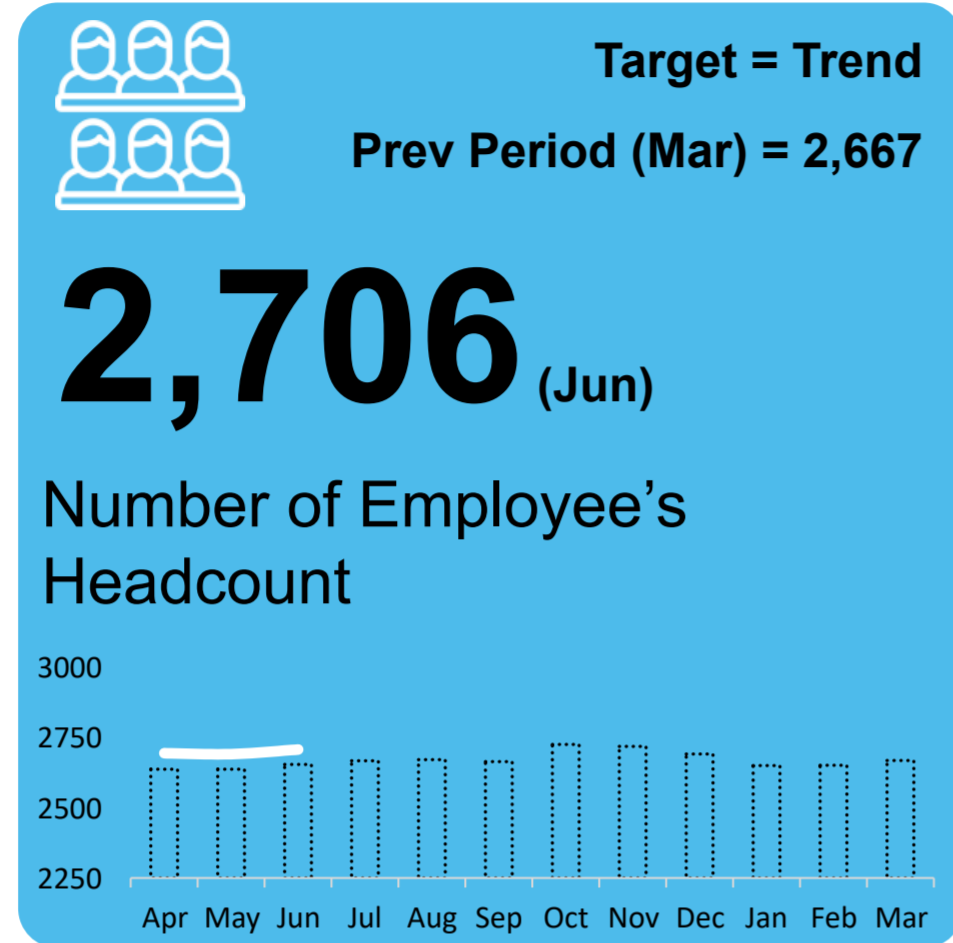 Target = Trend
Prev Period (Mar) = 2,667
2,706 (Jun)
Number of Employee’s
Headcount
3000
2750
2500
2250
Apr May Jun Jul Aug Sep Oct Nov Dec Jan Feb Mar